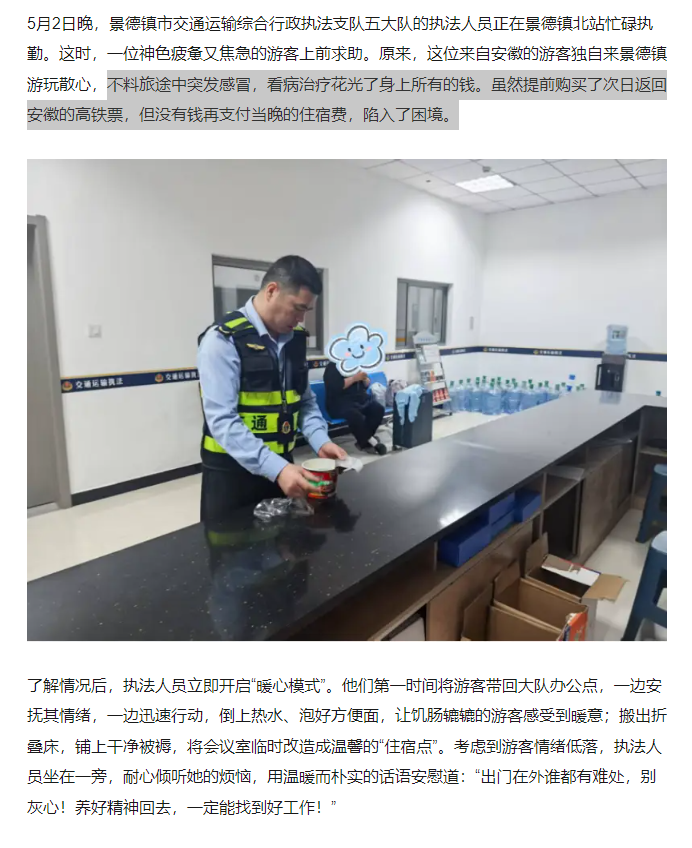 5月2日晚，景德镇市交通运输综合行政执法支队五大队的执法人员正在景德镇北站忙碌执
勤。这时，一位神色疲惫又焦急的游客上前求助。原来，这位来自安徽的游客独自来景德镇
游玩散心，不料旅途中突发感冒，看病治疗花光了身上所有的钱。虽然提前购买了次日返回
安徽的高铁票，但没有钱再支付当晚的住宿费，陷入了困境。
交通运输执法
通
了解情况后，执法人员立即开启“暖心模式”。他们第一时间将游客带回大队办公点，一边安
抚其情绪，一边迅速行动，倒上热水、泡好方便面，让饥肠辘辘的游客感受到暖意；搬出折
叠床，铺上干净被褥，将会议室临时改造成温馨的“住宿点”。考虑到游客情绪低落，执法人
员坐在一旁，耐心倾听她的烦恼，用温暖而朴实的话语安慰道：“出门在外谁都有难处，别
灰心！养好精神回去，一定能找到好工作！”